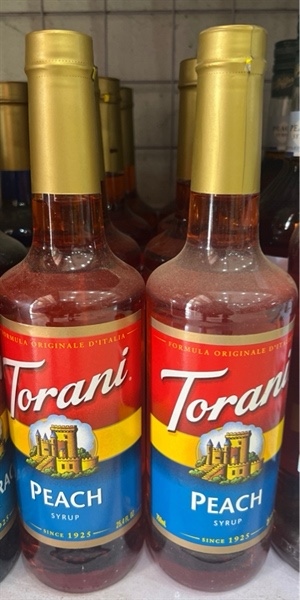 FORMULA ORIGINALE D'ITALIA
Torani
PEACH
SYRUP
SINCE 1925
FORMULA ORIGINALE D'ITALIA
Torani
PEACH
SYRUP
SINCE 1925